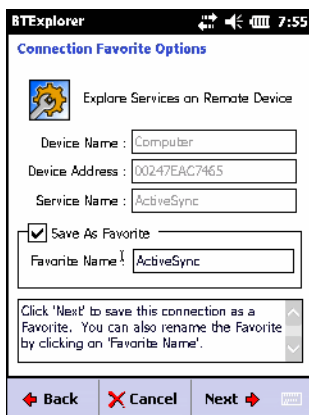 BTExplorer 7:55
Connection Favorite Options
Explore Services on Remote Device
Device Name : Computer
Device Address : 00247EAC7465
Service Name : ActiveSync
Save As Favorite
Favorite Name : ActiveSync
Click 'Next' to save this connection as a
Favorite. You can also rename the Favorite
by clicking on 'Favorite Name'.
Back Cancel Next